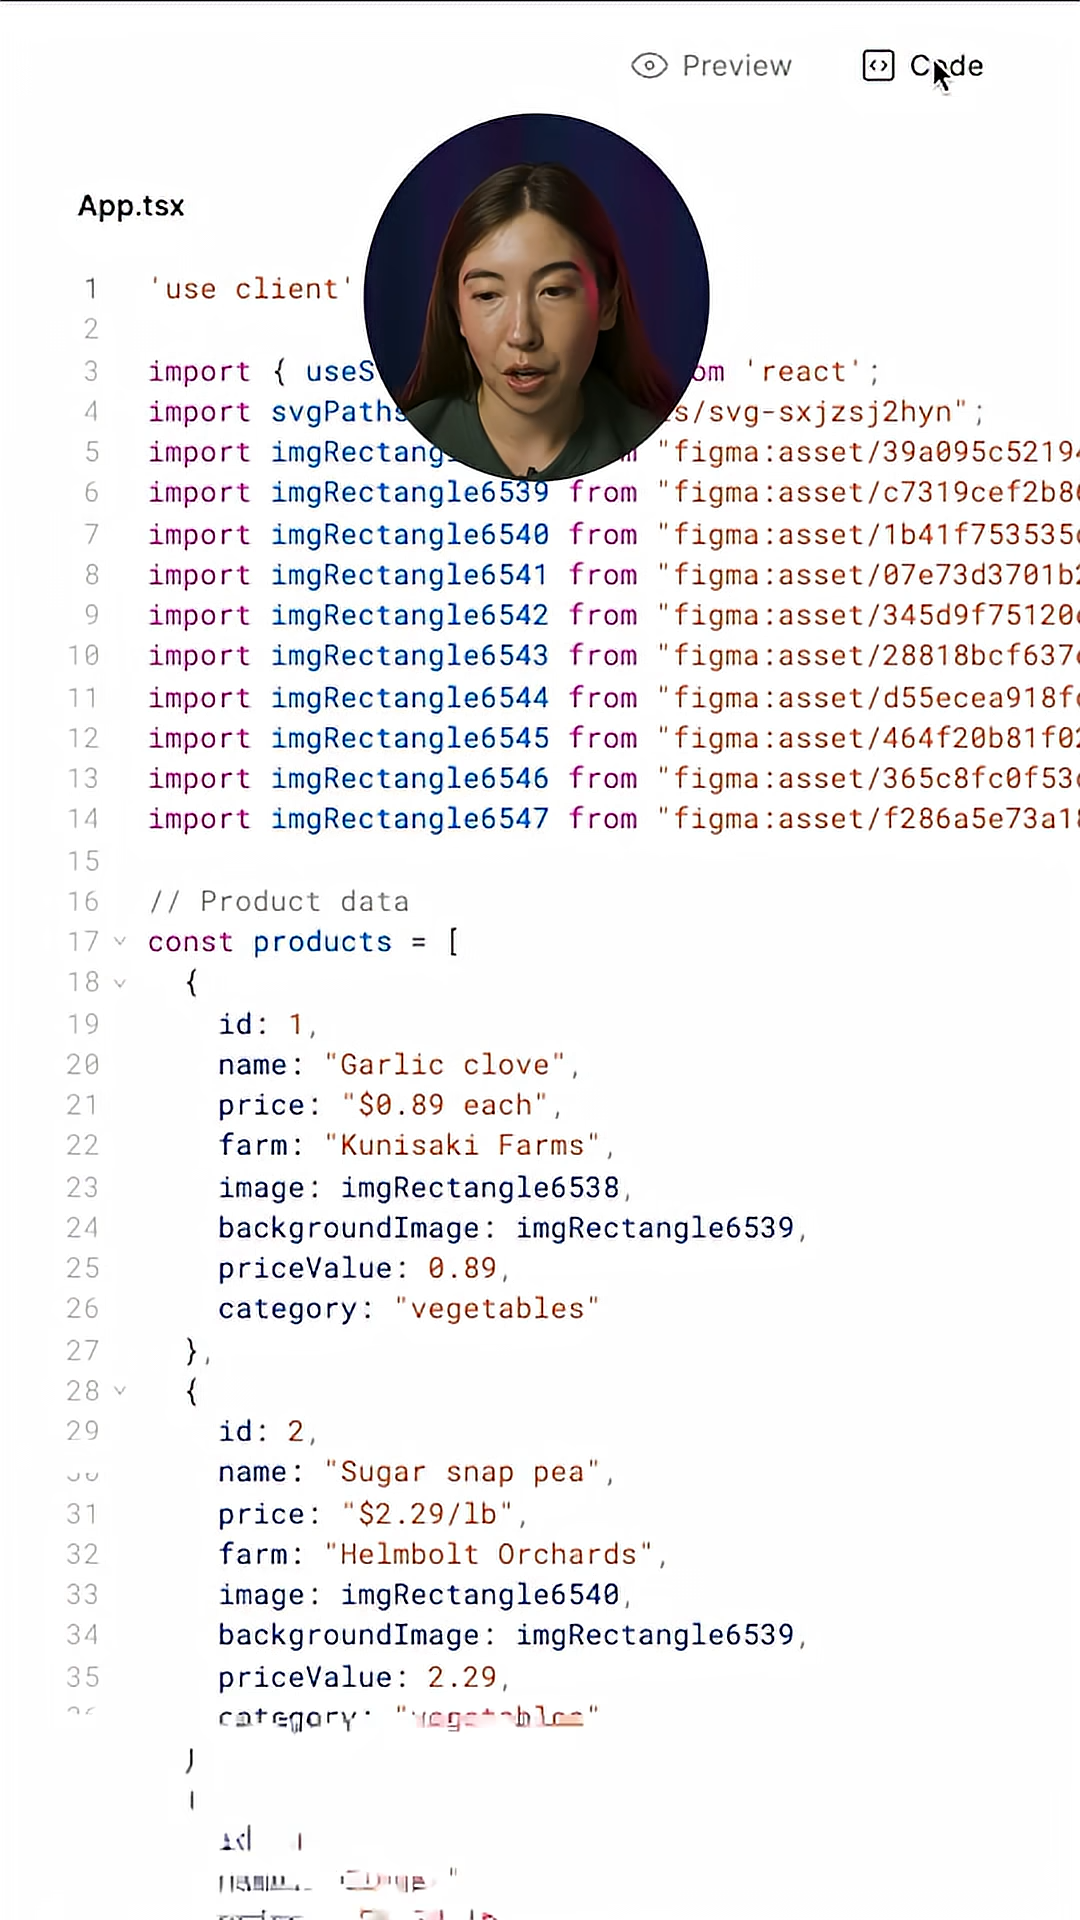 Preview Code
App.tsx
1 'use client'
2
3 import { useS om 'react';
4 import svgPaths s/svg-sxjzsj2hyn";
5 import imgRectang "figma:asset/39a095c52194
6 import imgRectangle6539 from "figma:asset/c7319cef2b8
7 import imgRectangle6540 from "figma:asset/1b41f753535
8 import imgRectangle6541 from "figma:asset/07e73d3701b
9 import imgRectangle6542 from "figma:asset/345d9f75120
10 import imgRectangle6543 from "figma:asset/28818bcf637
11 import imgRectangle6544 from "figma:asset/d55ecea918f
12 import imgRectangle6545 from "figma:asset/464f20b81f0
13 import imgRectangle6546 from "figma:asset/365c8fc0f53
14 import imgRectangle6547 from "figma:asset/f286a5e73a1
15
16 // Product data
17 const products = [
18 {
19 id: 1,
20 name: "Garlic clove",
21 price: "$0.89 each",
22 farm: "Kunisaki Farms",
23 image: imgRectangle6538,
24 backgroundImage: imgRectangle6539,
25 priceValue: 0.89,
26 category: "vegetables"
27 },
28 {
29 id: 2,
name: "Sugar snap pea",
31 price: "$2.29/lb",
32 farm: "Helmbolt Orchards",
33 image: imgRectangle6540,
34 backgroundImage: imgRectangle6539,
35 priceValue: 2.29,
category: "vegetables"